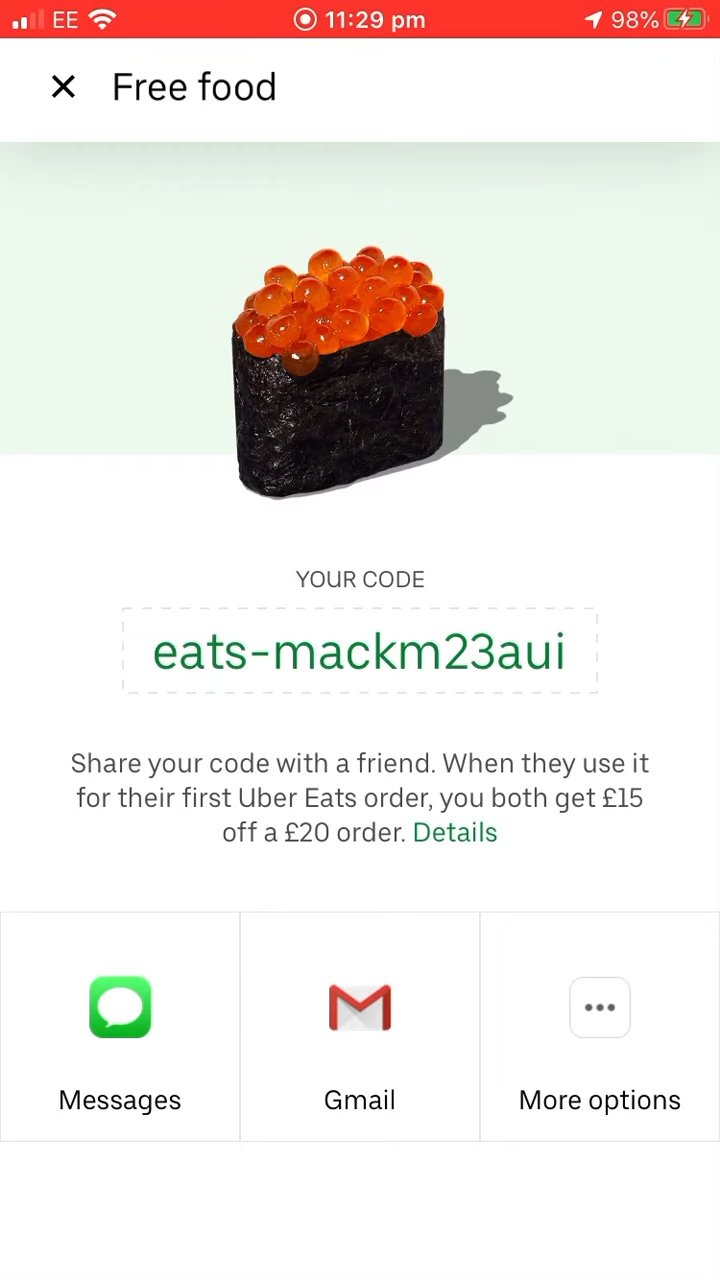 EE 11:29 pm 98%
Free food
YOUR CODE
eats-mackm23aui
Share your code with a friend. When they use it
for their first Uber Eats order, you both get £15
off a £20 order. Details
Messages Gmail More options